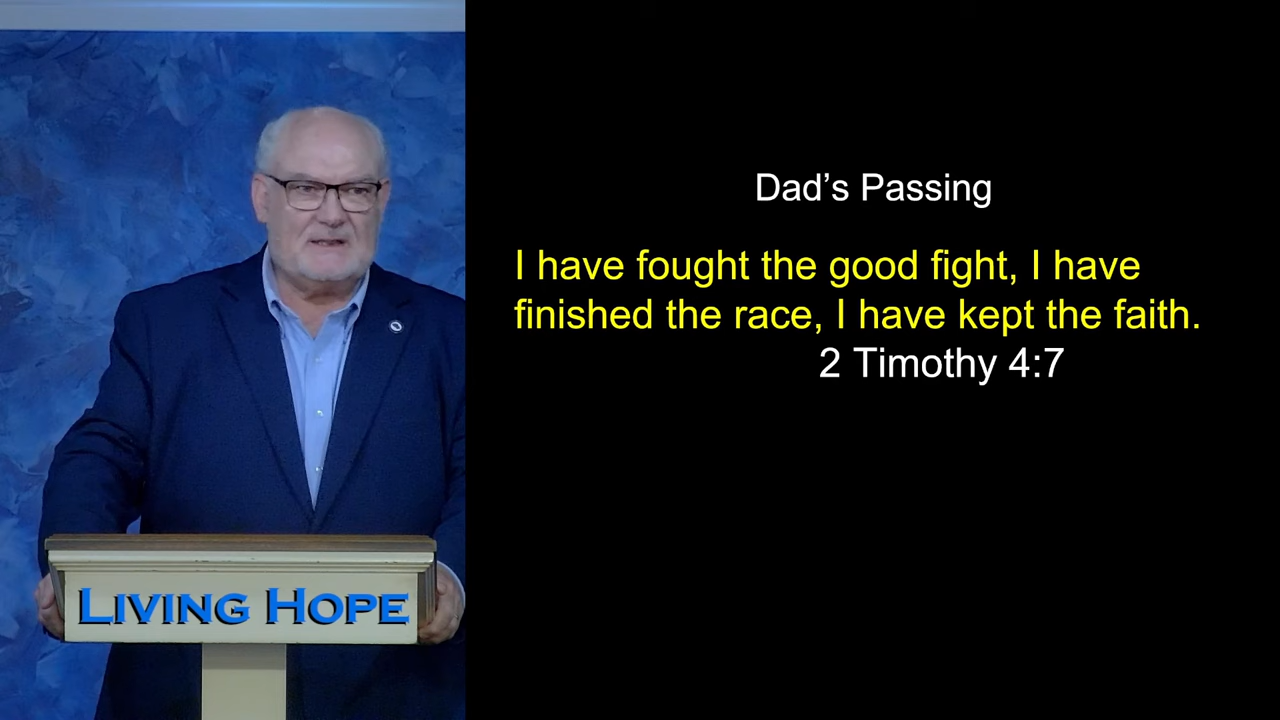 Dad’s Passing
I have fought the good fight, I have
finished the race, I have kept the faith.
2 Timothy 4:7
LIVING HOPE